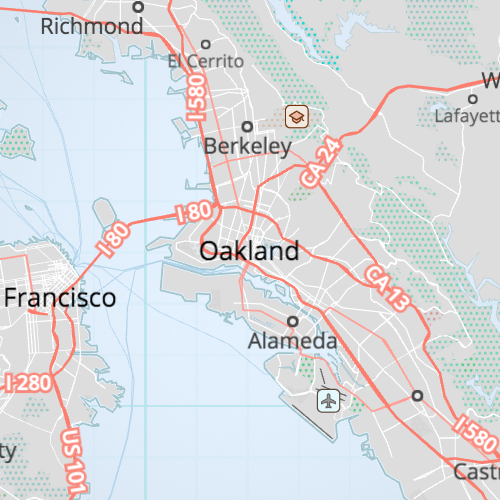 Richmond
El Cerrito
I 580
W
Lafayett
Berkeley
CA 24
I 80
I 80
Oakland
CA 13
Francisco
Alameda
I 280
US 101
I 580
ty
Castr